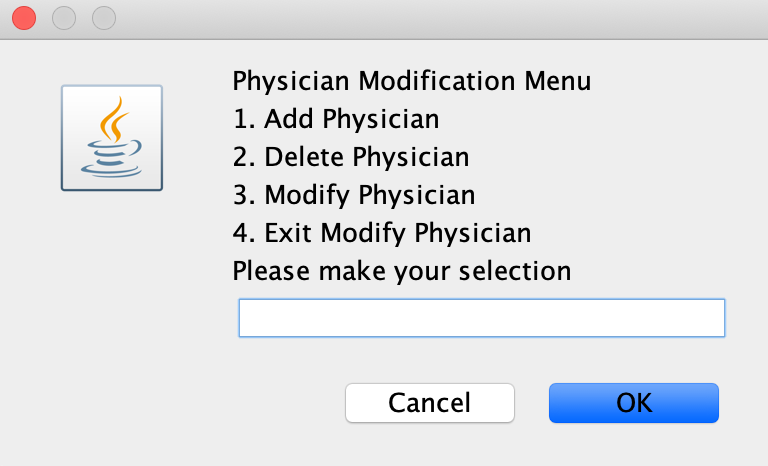 Physician Modification Menu
1. Add Physician
2. Delete Physician
3. Modify Physician
4. Exit Modify Physician
Please make your selection
Cancel OK